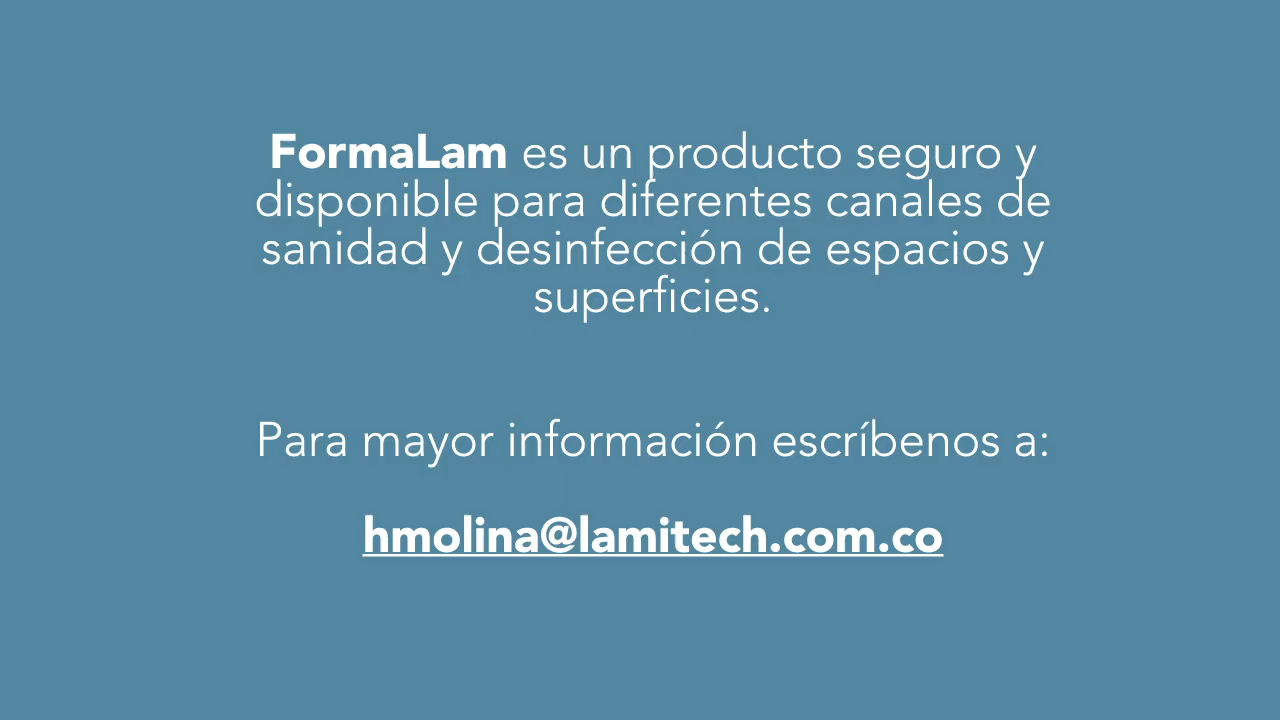 FormaLam es un producto seguro y
disponible para diferentes canales de
sanidad y desinfección de espacios y
superficies.
Para mayor información escríbenos a:
hmolina@lamitech.com.co